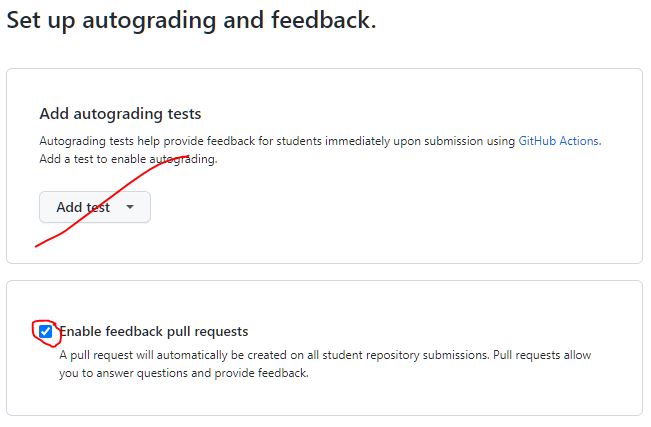 Set up autograding and feedback.
Add autograding tests
Autograding tests help provide feedback for students immediately upon submission using GitHub Actions.
Add a test to enable autograding.
Add test
Enable feedback pull requests
A pull request will automatically be created on all student repository submissions. Pull requests allow
you to answer questions and provide feedback.